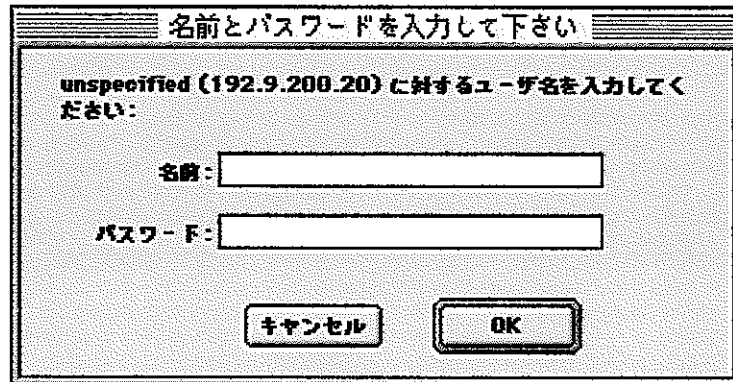 名前とパスワードを入力して下さい
unspecified (192.9.200.20) に対するユーザ名を入力してく
ださい:
名前:
パスワード:
キャンセル
OK